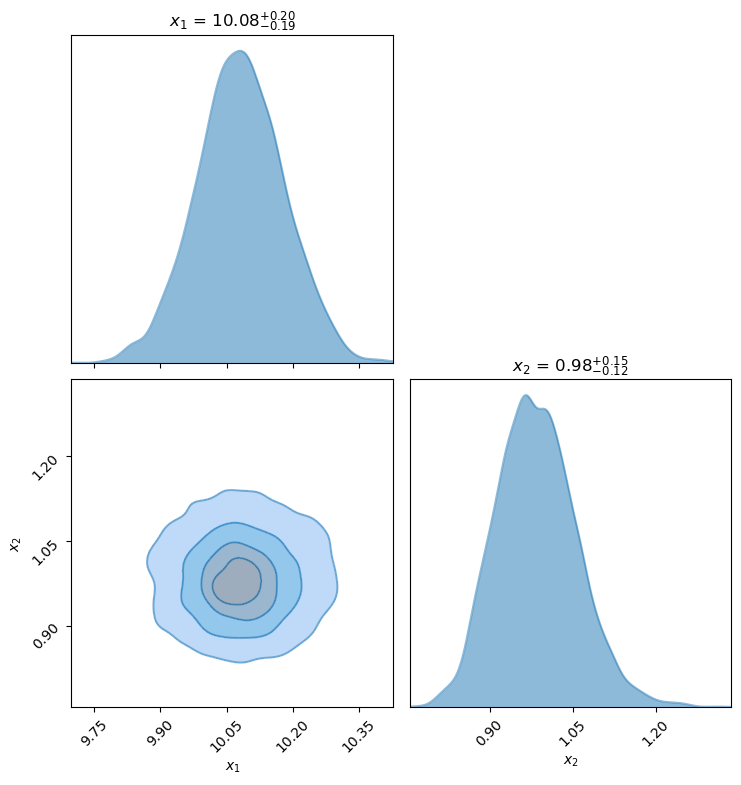 x₁ = 10.08⁺⁰·²⁰₋₀.₁₉
x₂ = 0.98⁺⁰·¹⁵₋₀.₁₂
1.20
1.05
0.90
x₂
9.75 9.90 10.05 10.20 10.35
x₁
0.90 1.05 1.20
x₂